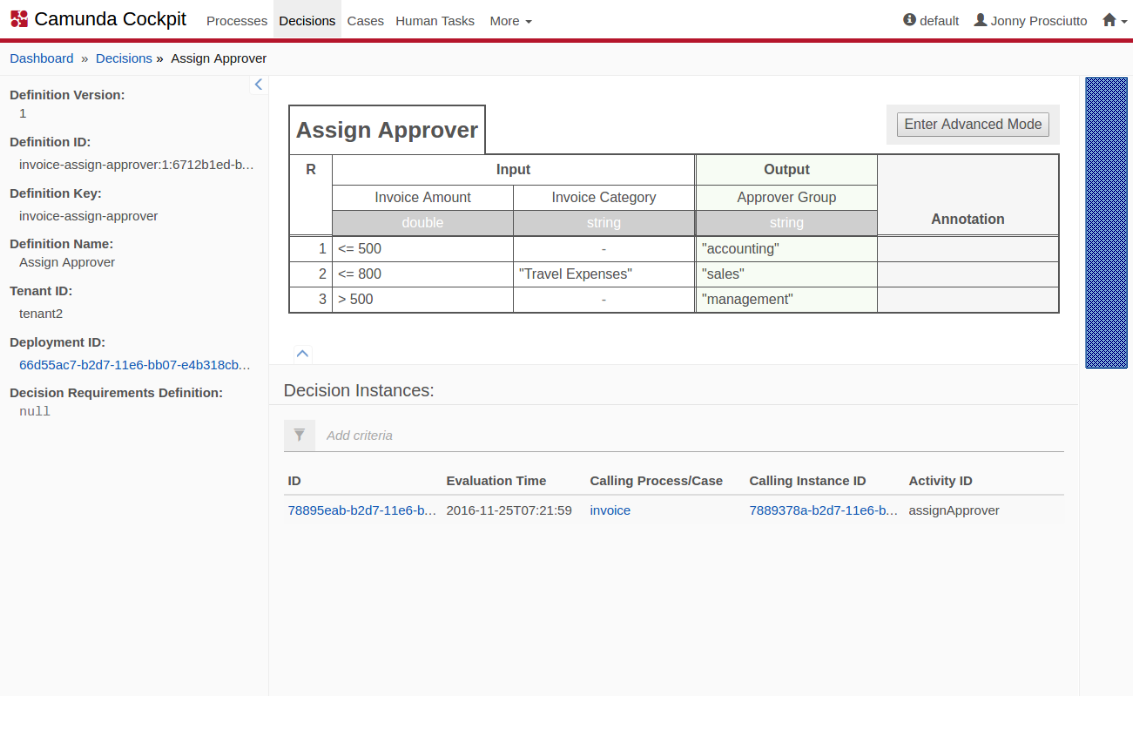 Camunda Cockpit Processes Decisions Cases Human Tasks More default Jonny Prosciutto
Dashboard » Decisions » Assign Approver
Definition Version:
1
Definition ID:
invoice-assign-approver:1:6712b1ed-b...
Definition Key:
invoice-assign-approver
Definition Name:
Assign Approver
Tenant ID:
tenant2
Deployment ID:
66d55ac7-b2d7-11e6-bb07-e4b318cb...
Decision Requirements Definition:
null
Assign Approver
Enter Advanced Mode
R Input Output
Invoice Amount Invoice Category Approver Group Annotation
double string string
1 <= 500 - "accounting"
2 <= 800 "Travel Expenses" "sales"
3 > 500 - "management"
Decision Instances:
Add criteria
ID Evaluation Time Calling Process/Case Calling Instance ID Activity ID
78895eab-b2d7-11e6-b... 2016-11-25T07:21:59 invoice 7889378a-b2d7-11e6-b... assignApprover